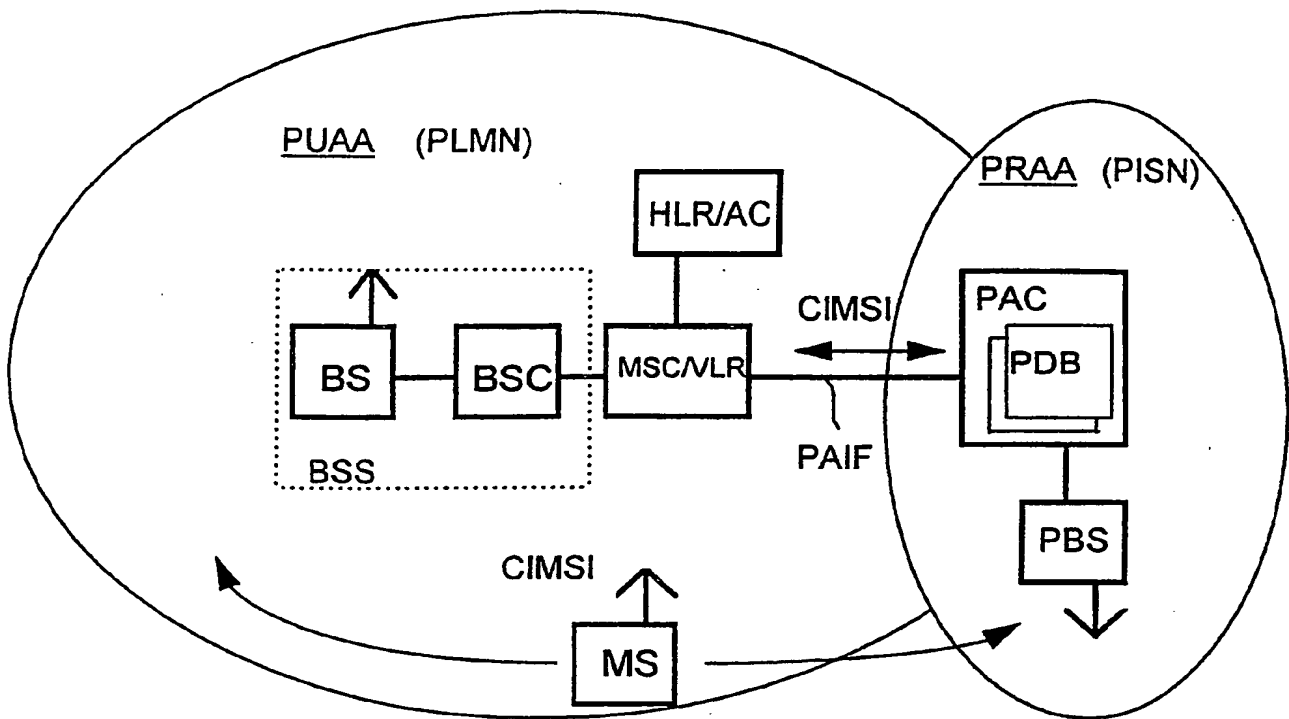 PUAA (PLMN)
PRAA (PISN)
HLR/AC
CIMSI
PAC
PDB
BS
BSC
MSC/VLR
PAIF
BSS
PBS
CIMSI
MS